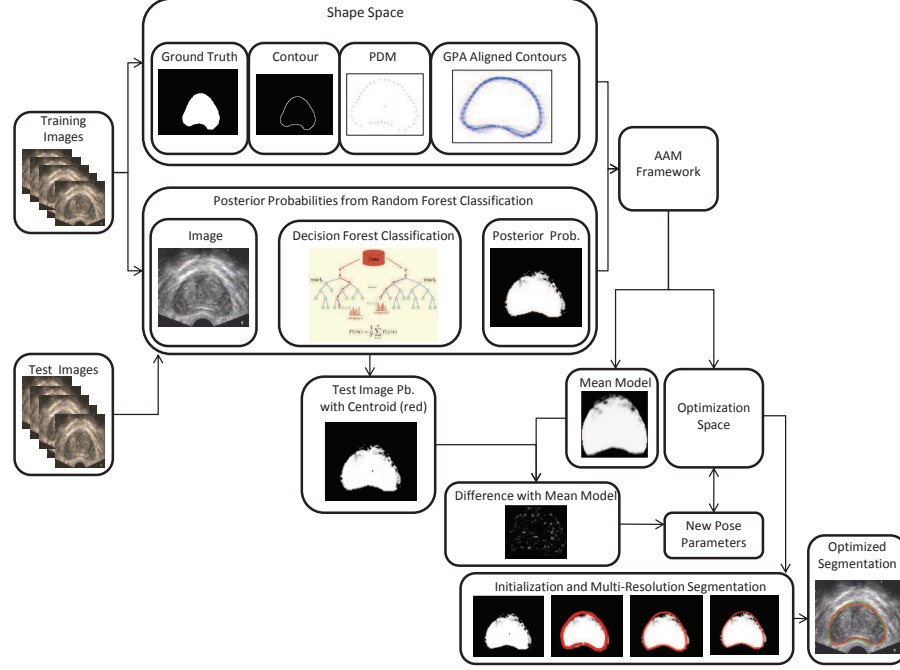 Shape Space
Ground Truth
Contour
PDM
GPA Aligned Contours
Training
Images
AAM
Framework
Posterior Probabilities from Random Forest Classification
Image
Decision Forest Classification
Posterior Prob.
Data
Test Images
Test Image Pb.
with Centroid (red)
Mean Model
Optimization
Space
Difference with Mean Model
New Pose
Parameters
Optimized
Segmentation
Initialization and Multi-Resolution Segmentation